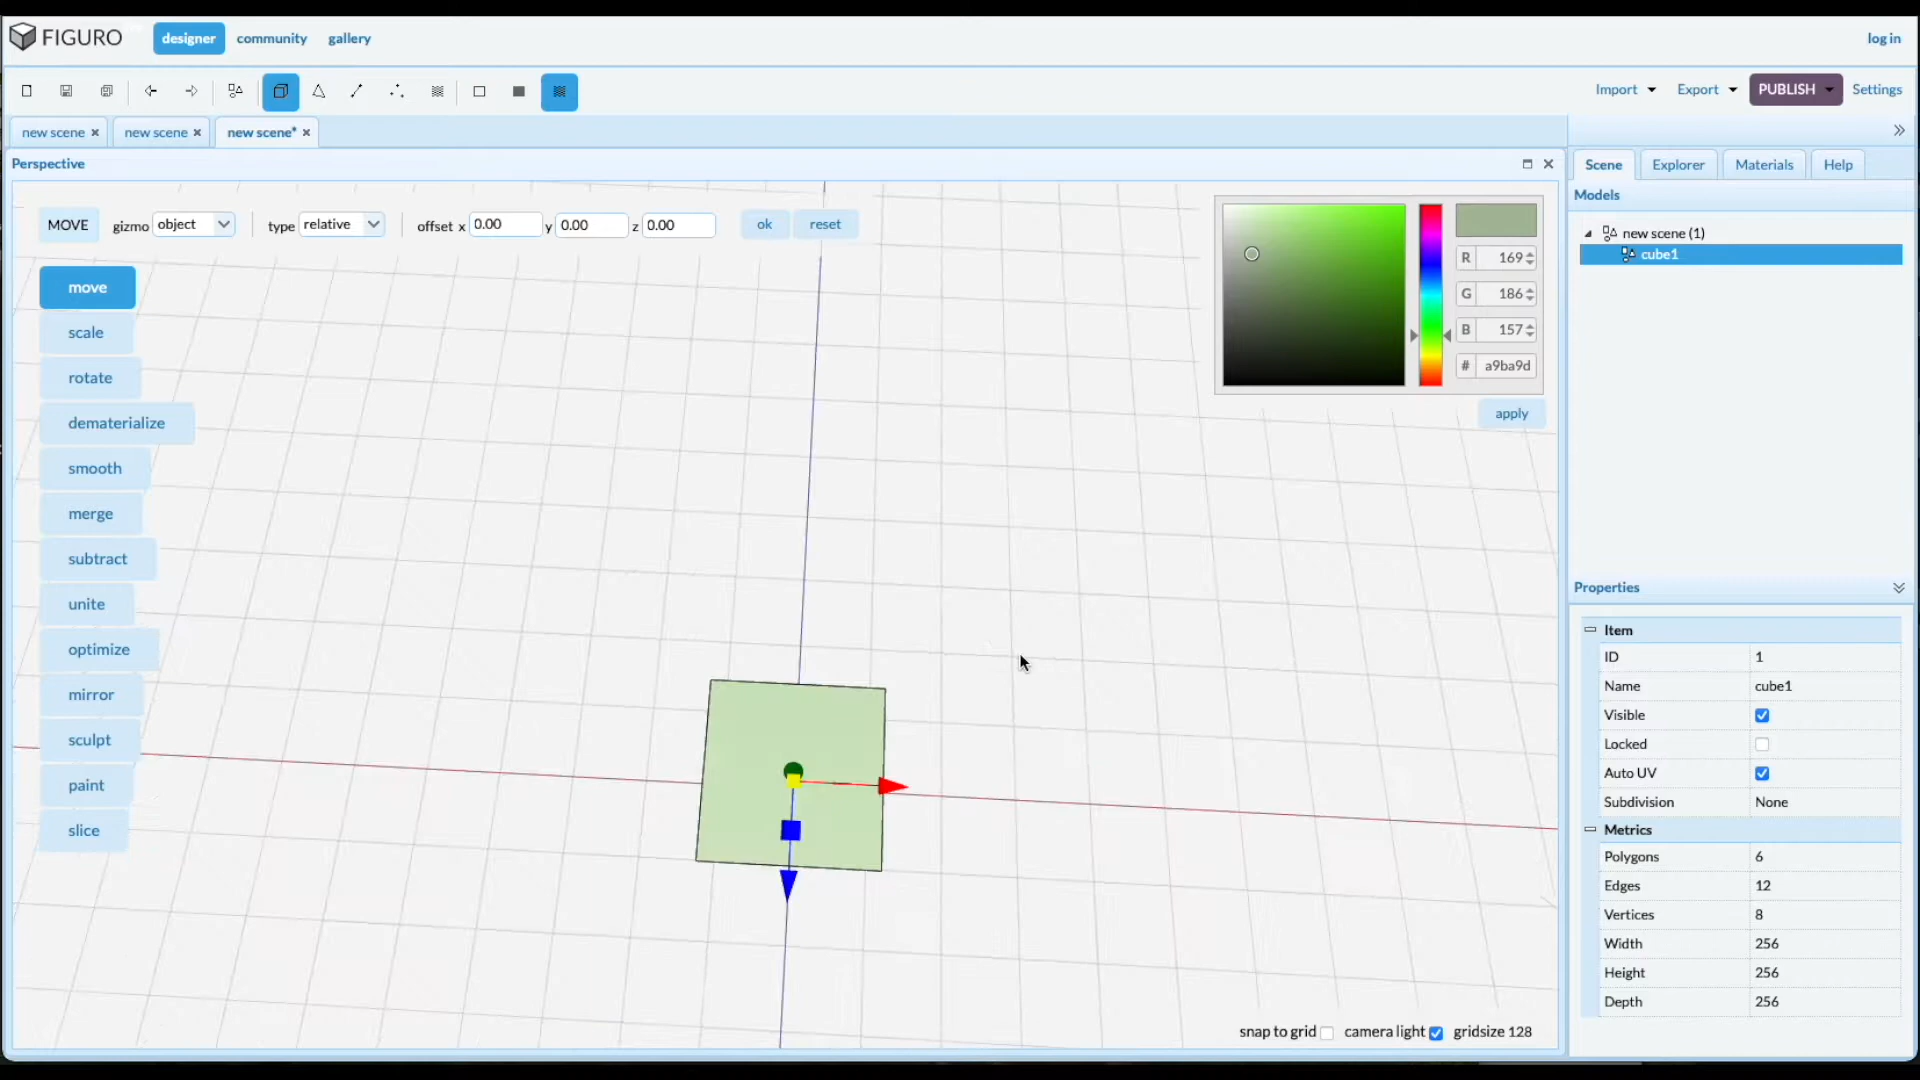 FIGURO designer community gallery log in
Import Export PUBLISH Settings
new scene new scene new scene*
Perspective
Scene Explorer Materials Help
Models
MOVE gizmo object type relative offset x 0.00 y 0.00 z 0.00 ok reset
R 169
G 186
B 157
# a9ba9d
apply
new scene (1)
cube1
move
scale
rotate
dematerialize
smooth
merge
subtract
unite
optimize
mirror
sculpt
paint
slice
Properties
Item
ID 1
Name cube1
Visible
Locked
Auto UV
Subdivision None
Metrics
Polygons 6
Edges 12
Vertices 8
Width 256
Height 256
Depth 256
snap to grid camera light gridsize 128